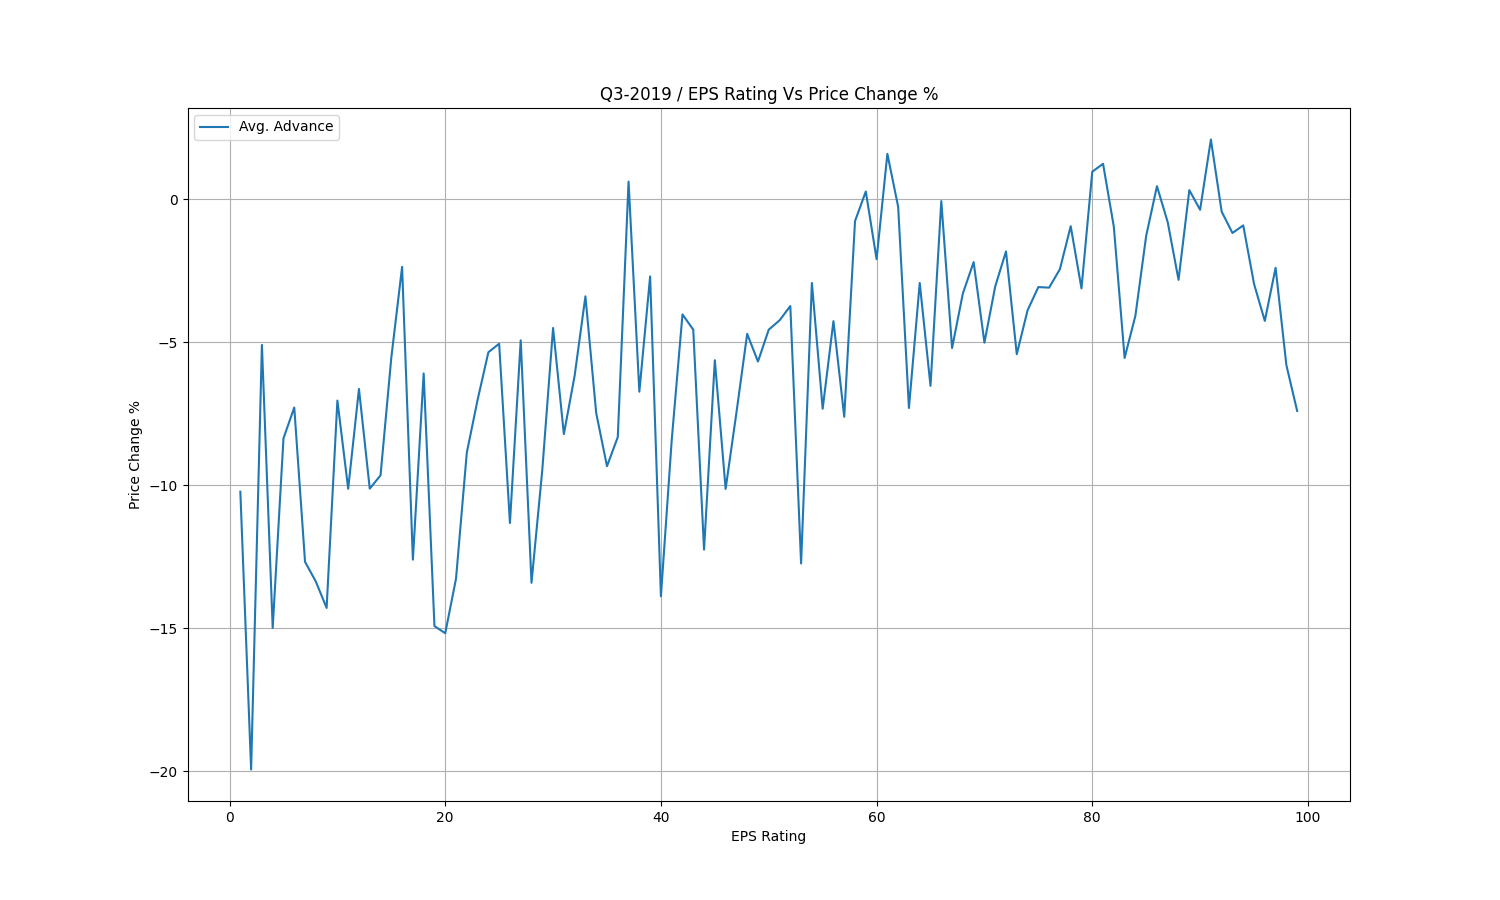 Q3-2019 / EPS Rating Vs Price Change %
Avg. Advance
Price Change %
0
−5
−10
−15
−20
0 20 40 60 80 100
EPS Rating